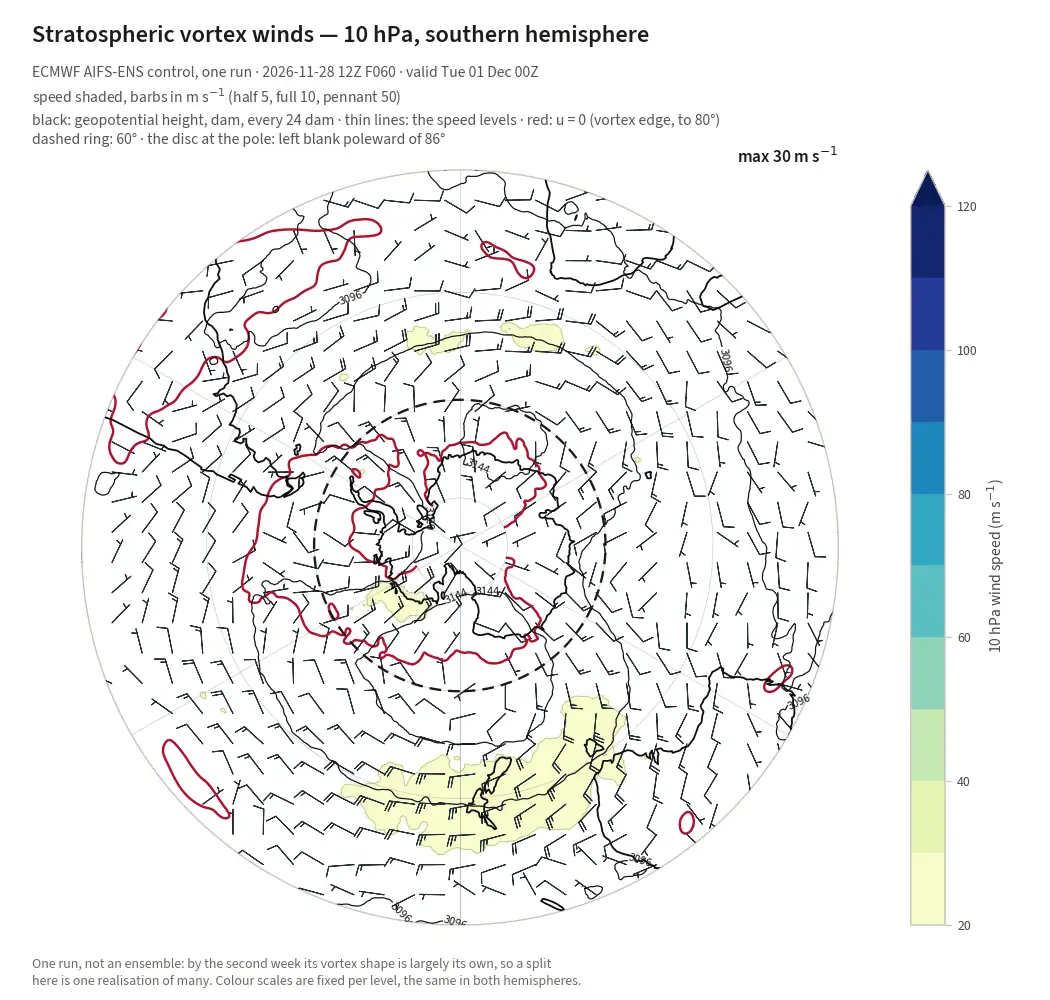 Stratospheric vortex winds — 10 hPa, southern hemisphere
ECMWF AIFS-ENS control, one run · 2026-11-28 12Z F060 · valid Tue 01 Dec 00Z
speed shaded, barbs in m s⁻¹ (half 5, full 10, pennant 50)
black: geopotential height, dam, every 24 dam · thin lines: the speed levels · red: u = 0 (vortex edge, to 80°)
dashed ring: 60° · the disc at the pole: left blank poleward of 86°
max 30 m s⁻¹
120
100
80
60
40
20
10 hPa wind speed (m s⁻¹)
3096
3096
3144
3144
3144
3096
3096
3096
3096
One run, not an ensemble: by the second week its vortex shape is largely its own, so a split
here is one realisation of many. Colour scales are fixed per level, the same in both hemispheres.